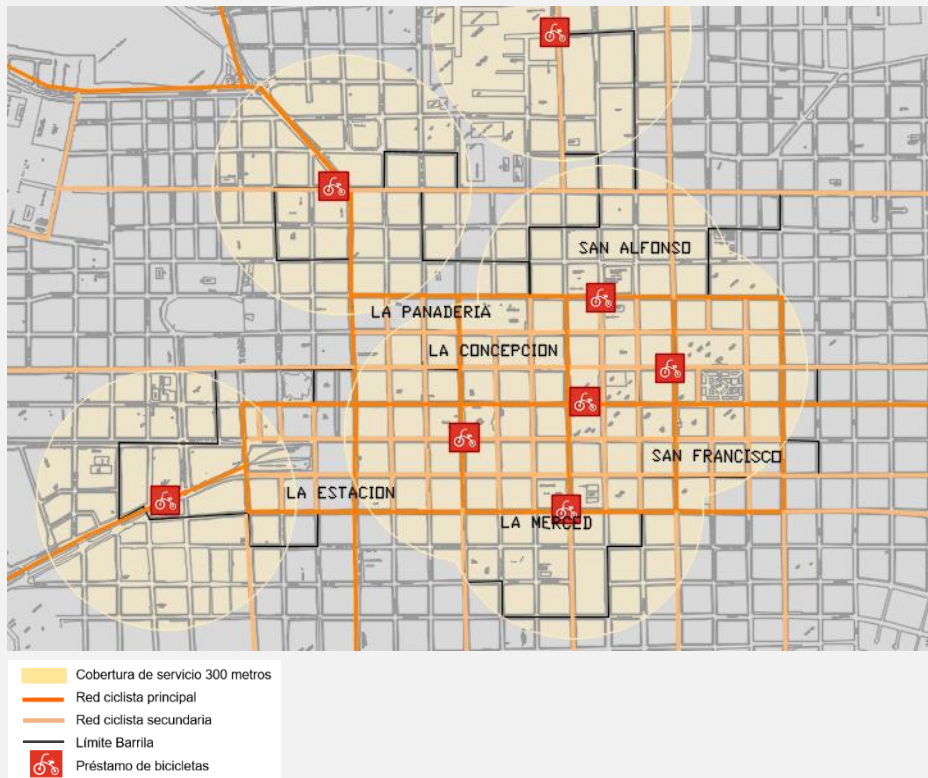 SAN ALFONSO
LA PANADERIA
LA CONCEPCION
SAN FRANCISCO
LA ESTACION
LA MERCED
Cobertura de servicio 300 metros
Red ciclista principal
Red ciclista secundaria
Límite Barrila
Préstamo de bicicletas